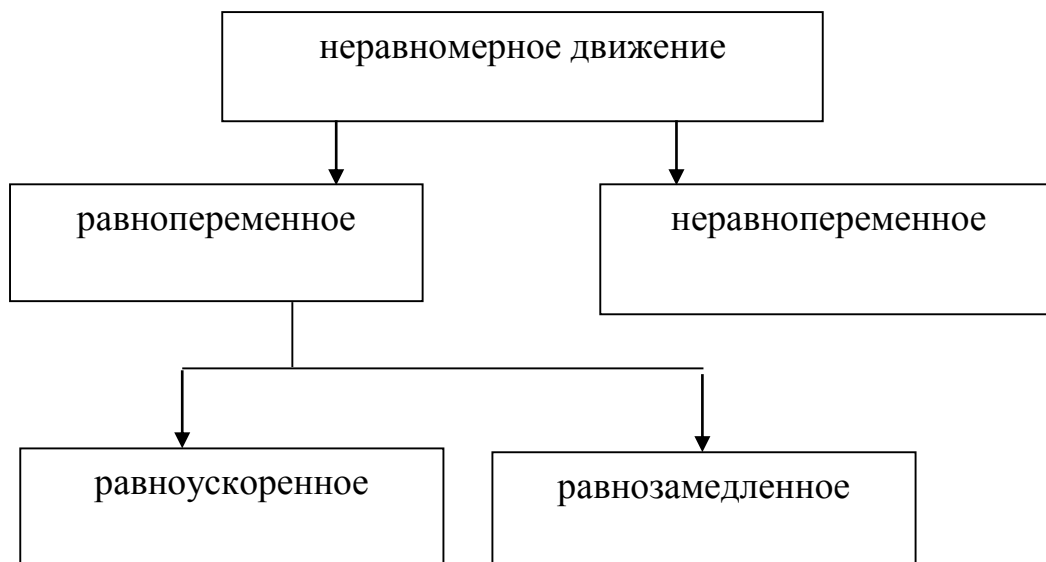 неравномерное движение
равнопеременное
неравнопеременное
равноускоренное
равнозамедленное